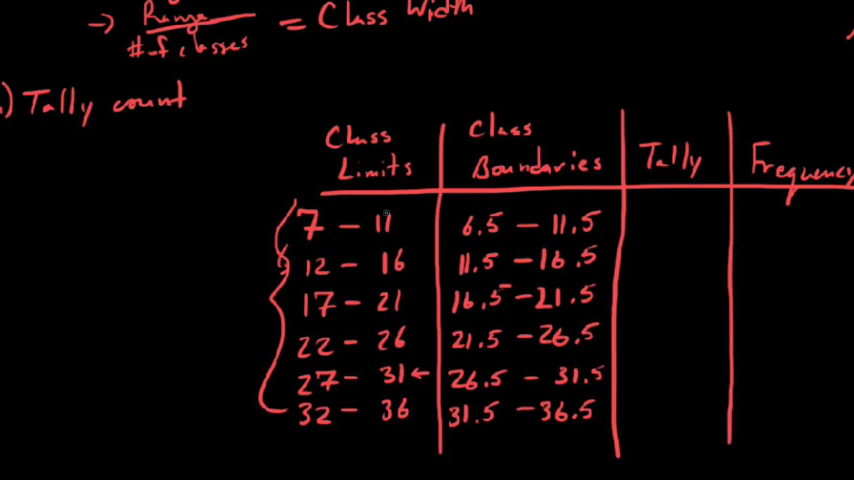 → Range = Class Width
# of classes
.) Tally count
Class Limits | Class Boundaries | Tally | Frequency
7 – 11 | 6.5 – 11.5
12 – 16 | 11.5 – 16.5
17 – 21 | 16.5 – 21.5
22 – 26 | 21.5 – 26.5
27 – 31 ← | 26.5 – 31.5
32 – 36 | 31.5 – 36.5